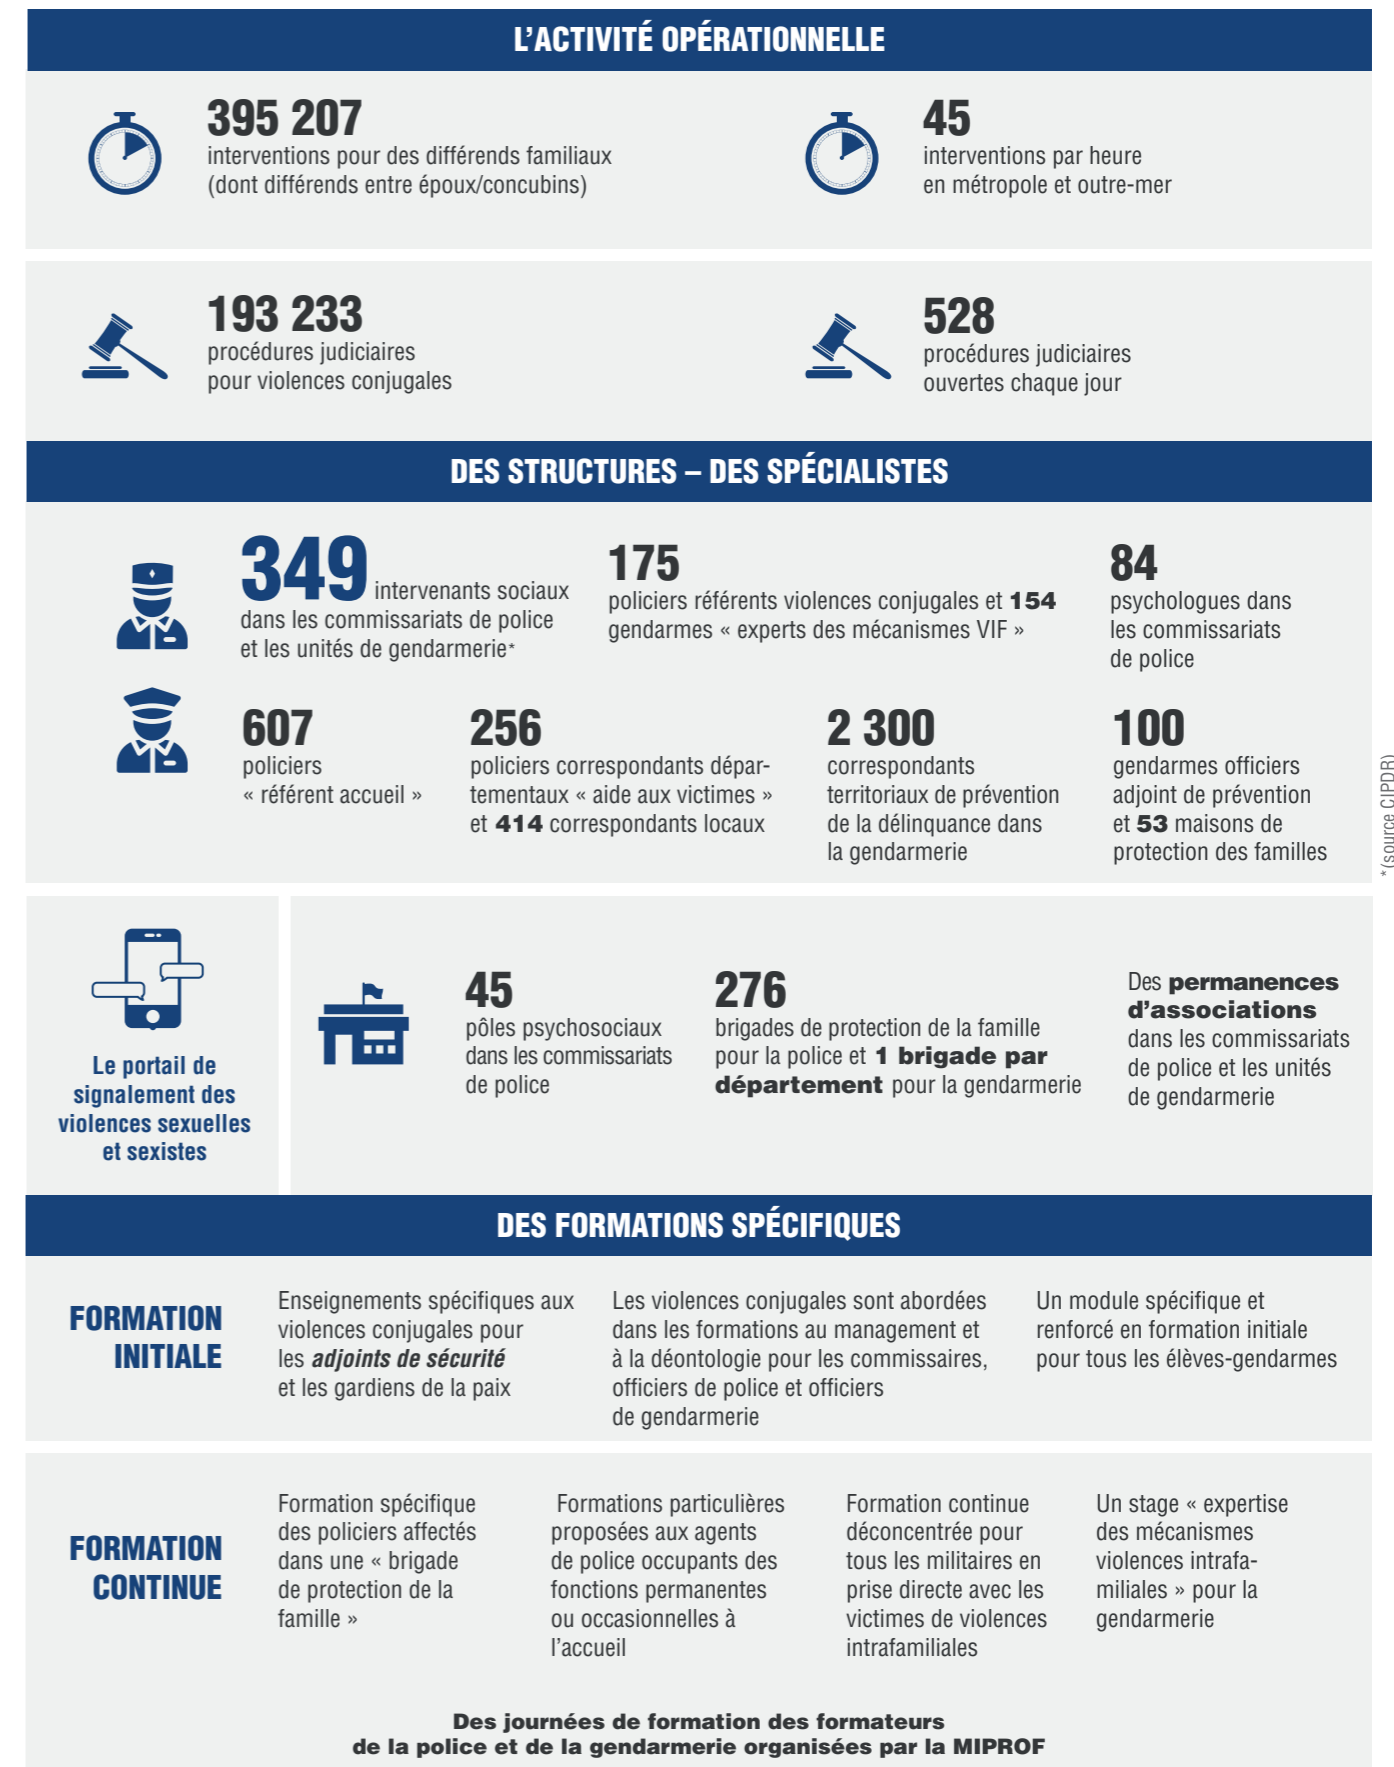 L'ACTIVITÉ OPÉRATIONNELLE
395 207
interventions pour des différends familiaux
(dont différends entre époux/concubins)
45
interventions par heure
en métropole et outre-mer
193 233
procédures judiciaires
pour violences conjugales
528
procédures judiciaires
ouvertes chaque jour
DES STRUCTURES – DES SPÉCIALISTES
349 intervenants sociaux
dans les commissariats de police
et les unités de gendarmerie*
175
policiers référents violences conjugales et 154
gendarmes « experts des mécanismes VIF »
84
psychologues dans
les commissariats
de police
607
policiers
« référent accueil »
256
policiers correspondants dépar-
tementaux « aide aux victimes »
et 414 correspondants locaux
2 300
correspondants
territoriaux de prévention
de la délinquance dans
la gendarmerie
100
gendarmes officiers
adjoint de prévention
et 53 maisons de
protection des familles
*(source CIPDR)
Le portail de
signalement des
violences sexuelles
et sexistes
45
pôles psychosociaux
dans les commissariats
de police
276
brigades de protection de la famille
pour la police et 1 brigade par
département pour la gendarmerie
Des permanences
d'associations
dans les commissariats
de police et les unités
de gendarmerie
DES FORMATIONS SPÉCIFIQUES
FORMATION
INITIALE
Enseignements spécifiques aux
violences conjugales pour
les adjoints de sécurité
et les gardiens de la paix
Les violences conjugales sont abordées
dans les formations au management et
à la déontologie pour les commissaires,
officiers de police et officiers
de gendarmerie
Un module spécifique et
renforcé en formation initiale
pour tous les élèves-gendarmes
FORMATION
CONTINUE
Formation spécifique
des policiers affectés
dans une « brigade
de protection de la
famille »
Formations particulières
proposées aux agents
de police occupants des
fonctions permanentes
ou occasionnelles à
l'accueil
Formation continue
déconcentrée pour
tous les militaires en
prise directe avec les
victimes de violences
intrafamiliales
Un stage « expertise
des mécanismes
violences intrafa-
miliales » pour la
gendarmerie
Des journées de formation des formateurs
de la police et de la gendarmerie organisées par la MIPROF